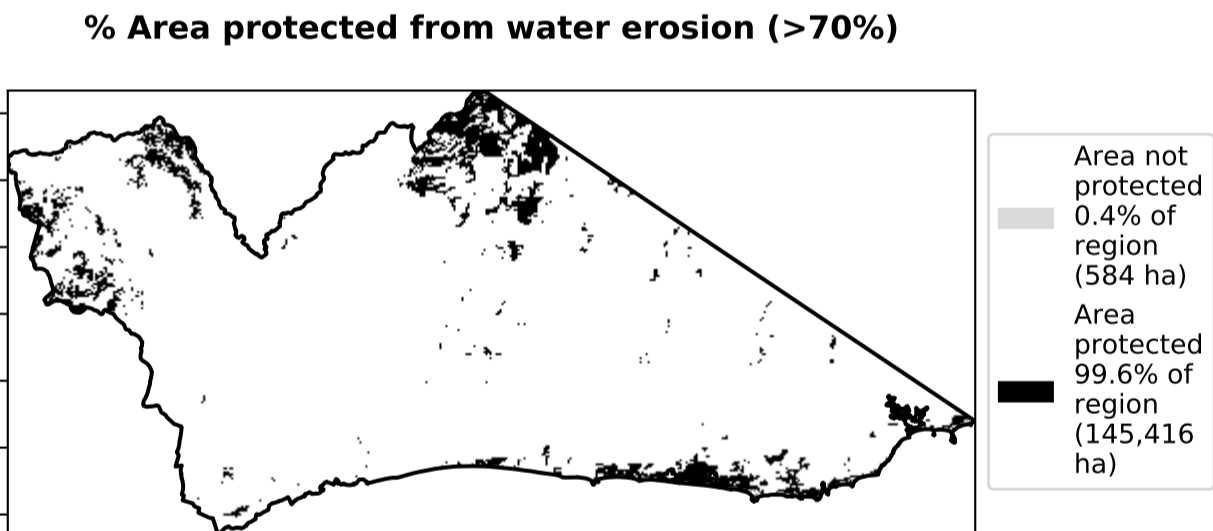 % Area protected from water erosion (>70%)
Area not
protected
0.4% of
region
(584 ha)
Area
protected
99.6% of
region
(145,416
ha)